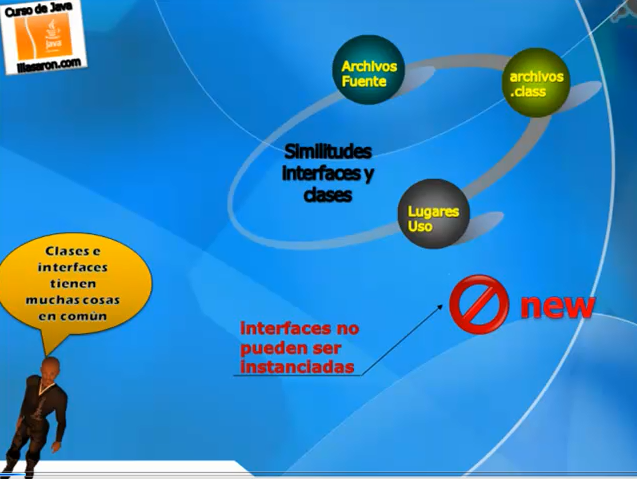 Curso de Java
Java
illasaron.com
Archivos
Fuente
archivos
.class
Similitudes
interfaces y
clases
Lugares
Uso
Clases e
interfaces
tienen
muchas cosas
en común
new
interfaces no
pueden ser
instanciadas